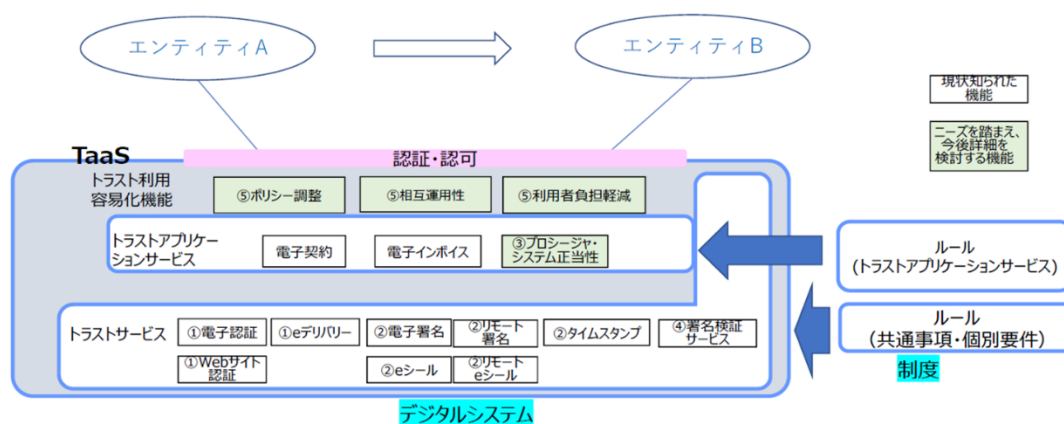 エンティティA
エンティティB
現状知られた
機能
ニーズを踏まえ、
今後詳細を
検討する機能
TaaS
認証・認可
トラスト利用
容易化機能
⑤ポリシー調整
⑤相互運用性
⑤利用者負担軽減
トラストアプリケー
ションサービス
電子契約
電子インボイス
③プロシージャ・
システム正当性
ルール
(トラストアプリケーションサービス)
トラストサービス
①電子認証
①eデリバリー
②電子署名
②リモート
署名
②タイムスタンプ
④署名検証
サービス
①Webサイト
認証
②eシール
②リモート
eシール
ルール
(共通事項・個別要件)
制度
デジタルシステム